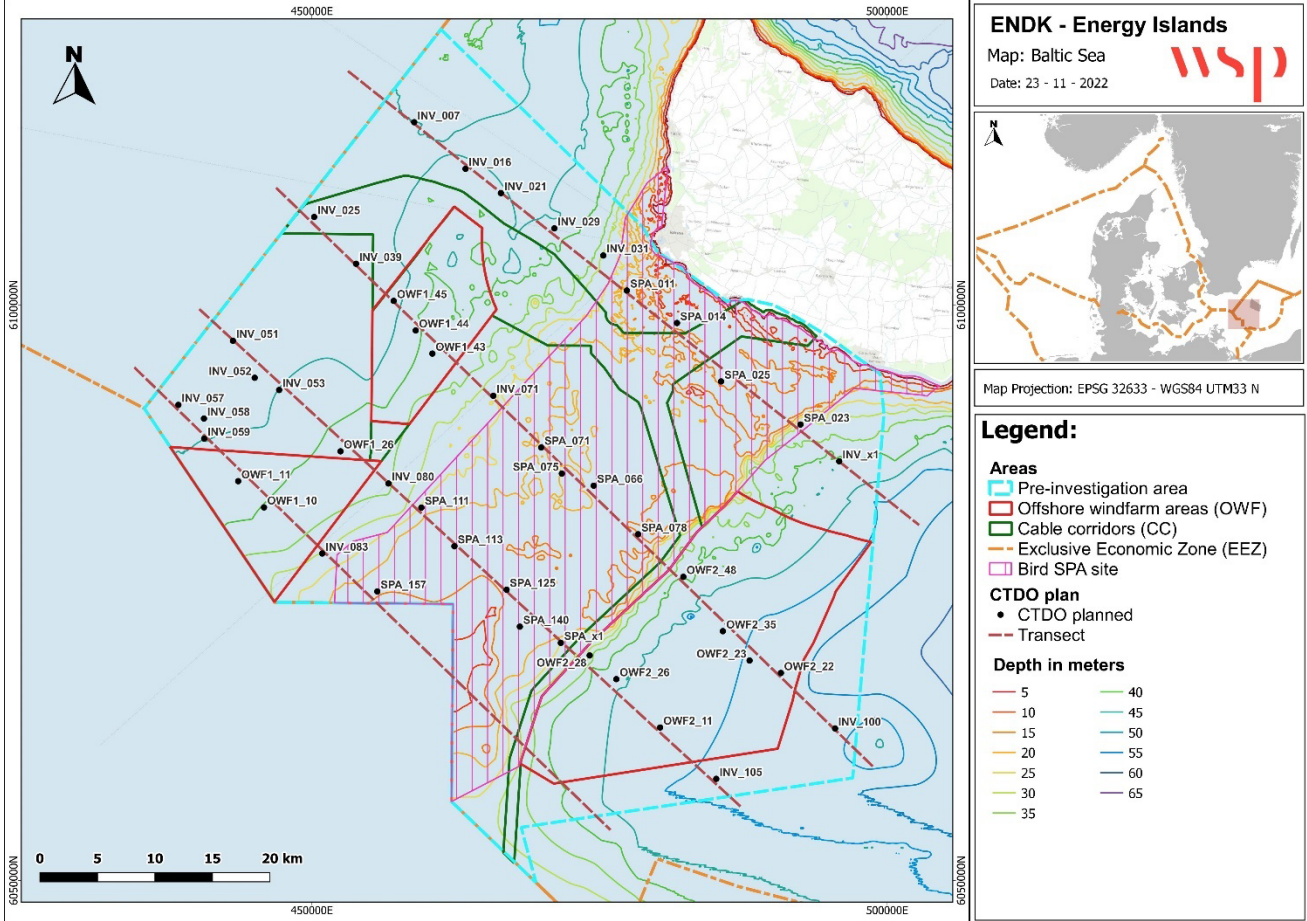 450000E
500000E
N
INV_007
INV_016
INV_021
INV_025
INV_029
INV_031
INV_039
SPA_011
OWF1_45
SPA_014
6100000N
6100000N
OWF1_44
INV_051
OWF1_43
INV_052
INV_053
SPA_025
INV_057
INV_071
INV_058
SPA_023
INV_059
OWF1_26
SPA_071
INV_x1
OWF1_11
INV_080
SPA_075
SPA_066
OWF1_10
SPA_111
SPA_078
INV_083
SPA_113
OWF2_48
SPA_157
SPA_125
SPA_140
OWF2_35
SPA_x1
OWF2_28
OWF2_23
OWF2_26
OWF2_22
OWF2_11
INV_100
INV_105
0 5 10 15 20 km
6050000N
6050000N
450000E
500000E
ENDK - Energy Islands
Map: Baltic Sea
Date: 23 - 11 - 2022
wsp
N
Map Projection: EPSG 32633 - WGS84 UTM33 N
Legend:
Areas
Pre-investigation area
Offshore windfarm areas (OWF)
Cable corridors (CC)
Exclusive Economic Zone (EEZ)
Bird SPA site
CTDO plan
CTDO planned
Transect
Depth in meters
5
10
15
20
25
30
35
40
45
50
55
60
65